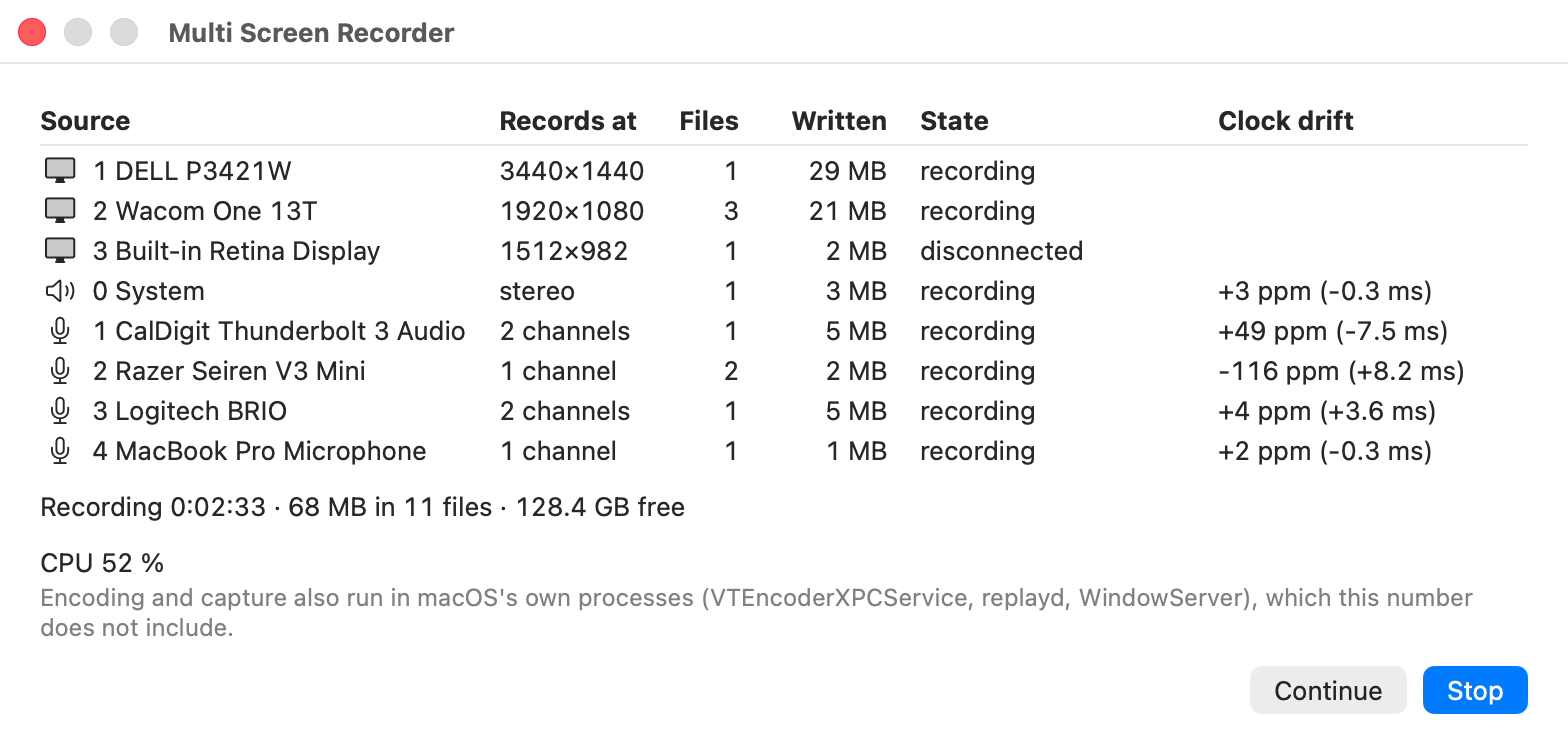 Multi Screen Recorder
Source Records at Files Written State Clock drift
1 DELL P3421W 3440×1440 1 29 MB recording
2 Wacom One 13T 1920×1080 3 21 MB recording
3 Built-in Retina Display 1512×982 1 2 MB disconnected
0 System stereo 1 3 MB recording +3 ppm (-0.3 ms)
1 CalDigit Thunderbolt 3 Audio 2 channels 1 5 MB recording +49 ppm (-7.5 ms)
2 Razer Seiren V3 Mini 1 channel 2 2 MB recording -116 ppm (+8.2 ms)
3 Logitech BRIO 2 channels 1 5 MB recording +4 ppm (+3.6 ms)
4 MacBook Pro Microphone 1 channel 1 1 MB recording +2 ppm (-0.3 ms)
Recording 0:02:33 · 68 MB in 11 files · 128.4 GB free
CPU 52 %
Encoding and capture also run in macOS's own processes (VTEncoderXPCService, replayd, WindowServer), which this number
does not include.
Continue Stop